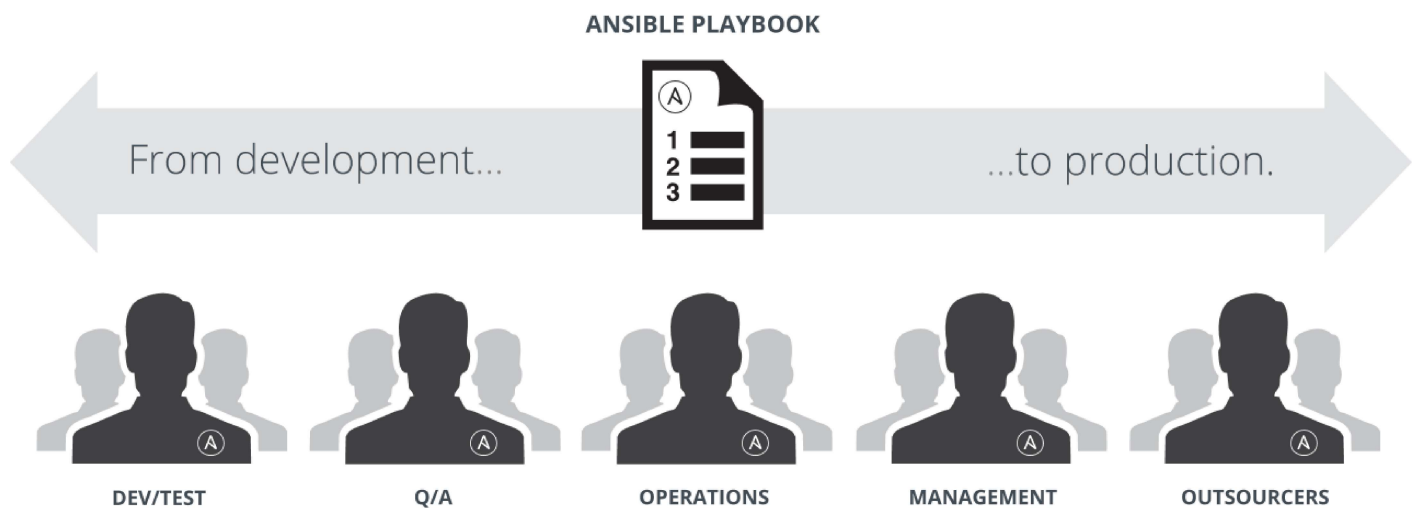 ANSIBLE PLAYBOOK
From development...
...to production.
1
2
3
DEV/TEST
Q/A
OPERATIONS
MANAGEMENT
OUTSOURCERS